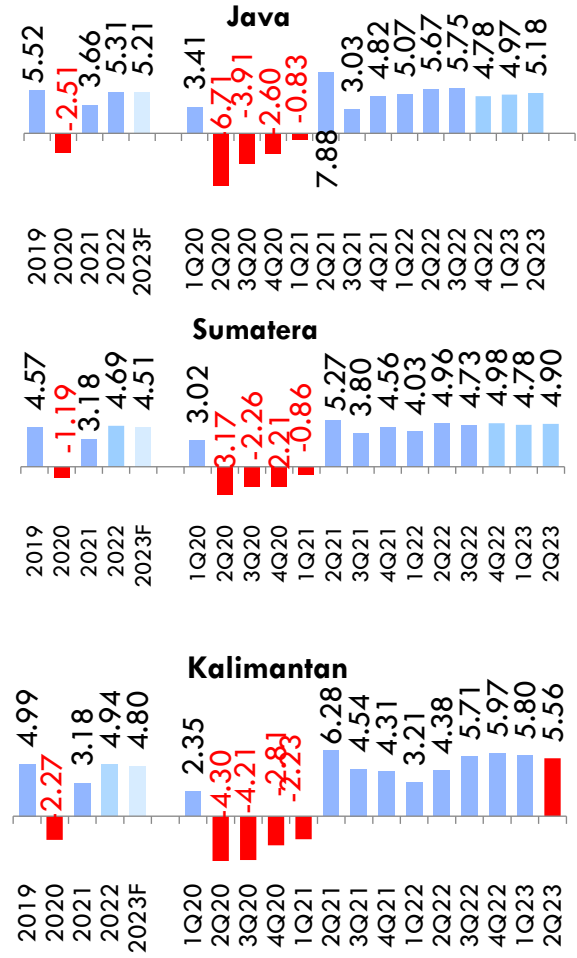 Java
5.52 -2.51 3.66 5.31 5.21 3.41 -6.71 -3.91 -2.60 -0.83 7.88 3.03 4.82 5.07 5.67 5.75 4.78 4.97 5.18
2019 2020 2021 2022 2023F 1Q20 2Q20 3Q20 4Q20 1Q21 2Q21 3Q21 4Q21 1Q22 2Q22 3Q22 4Q22 1Q23 2Q23
Sumatera
4.57 -1.19 3.18 4.69 4.51 3.02 3.17 -2.26 2.21 -0.86 5.27 3.80 4.56 4.03 4.96 4.73 4.98 4.78 4.90
2019 2020 2021 2022 2023F 1Q20 2Q20 3Q20 4Q20 1Q21 2Q21 3Q21 4Q21 1Q22 2Q22 3Q22 4Q22 1Q23 2Q23
Kalimantan
4.99 -2.27 3.18 4.94 4.80 2.35 -4.30 -4.21 -2.81 -2.23 6.28 4.54 4.31 3.21 4.38 5.71 5.97 5.80 5.56
2019 2020 2021 2022 2023F 1Q20 2Q20 3Q20 4Q20 1Q21 2Q21 3Q21 4Q21 1Q22 2Q22 3Q22 4Q22 1Q23 2Q23